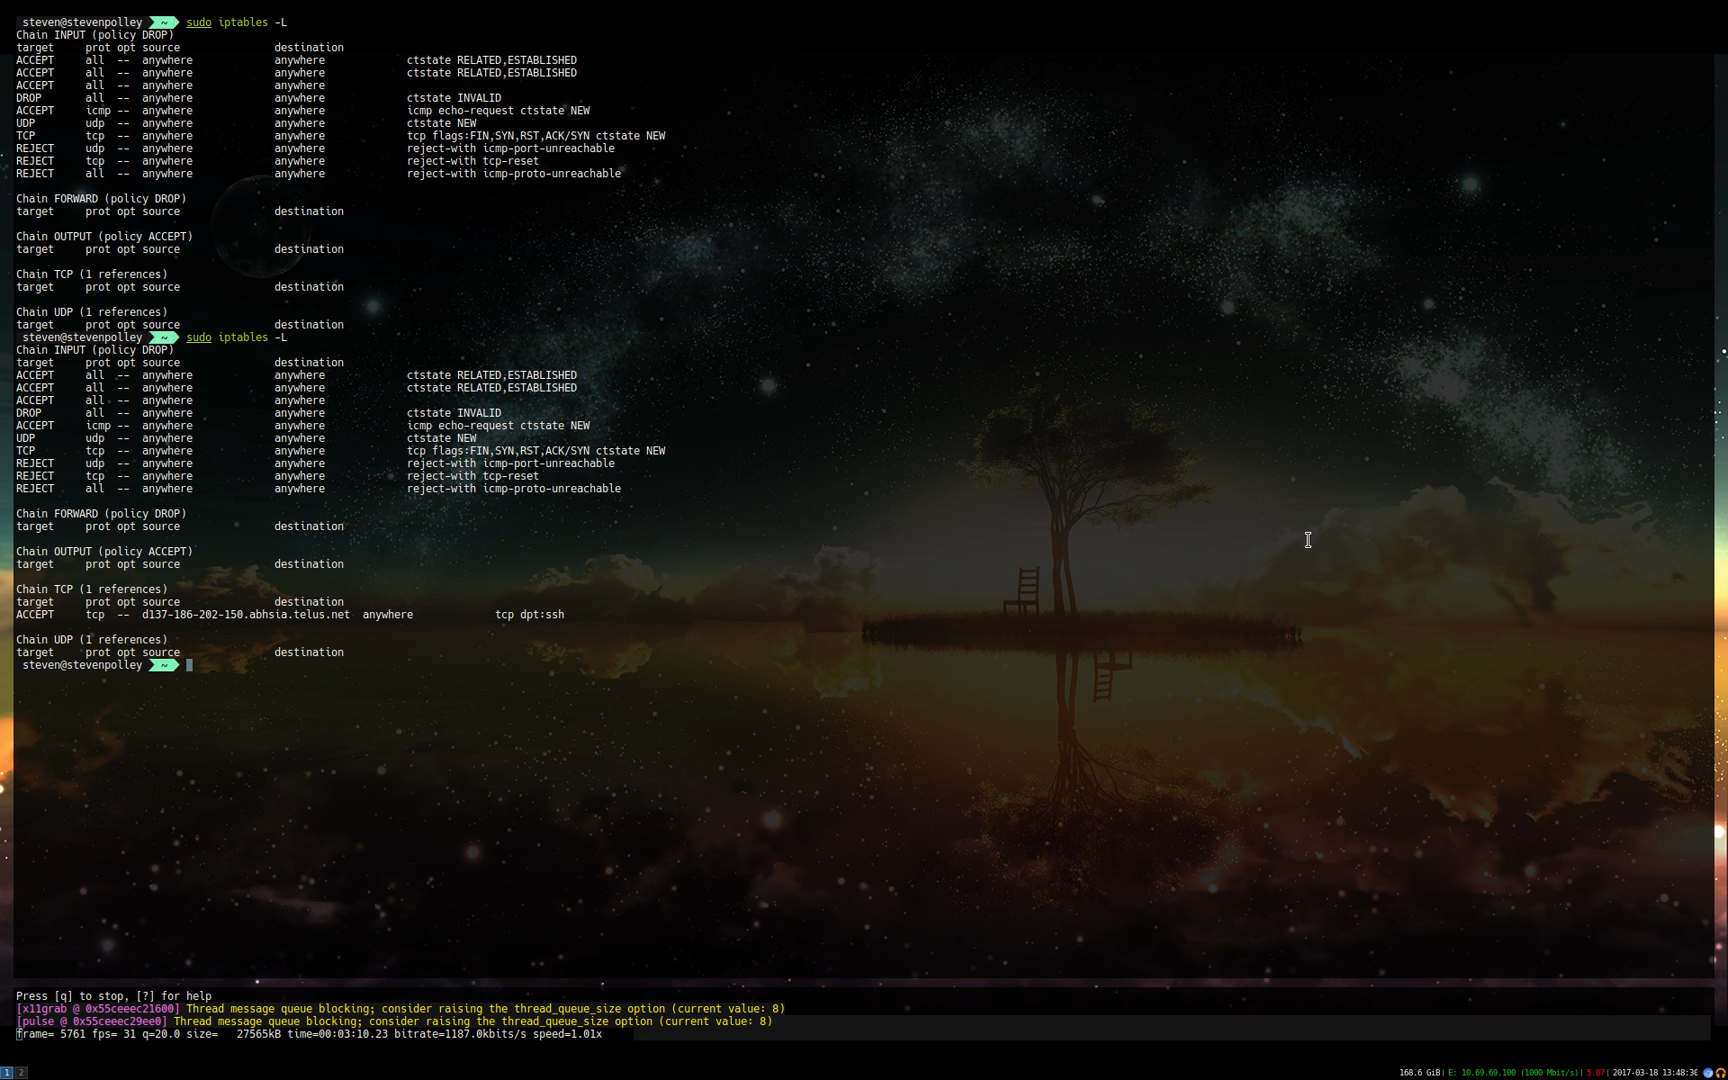 steven@stevenpolley ~ sudo iptables -L
Chain INPUT (policy DROP)
target     prot opt source               destination
ACCEPT     all  --  anywhere             anywhere             ctstate RELATED,ESTABLISHED
ACCEPT     all  --  anywhere             anywhere             ctstate RELATED,ESTABLISHED
ACCEPT     all  --  anywhere             anywhere
DROP       all  --  anywhere             anywhere             ctstate INVALID
ACCEPT     icmp --  anywhere             anywhere             icmp echo-request ctstate NEW
UDP        udp  --  anywhere             anywhere             ctstate NEW
TCP        tcp  --  anywhere             anywhere             tcp flags:FIN,SYN,RST,ACK/SYN ctstate NEW
REJECT     udp  --  anywhere             anywhere             reject-with icmp-port-unreachable
REJECT     tcp  --  anywhere             anywhere             reject-with tcp-reset
REJECT     all  --  anywhere             anywhere             reject-with icmp-proto-unreachable
Chain FORWARD (policy DROP)
target     prot opt source               destination
Chain OUTPUT (policy ACCEPT)
target     prot opt source               destination
Chain TCP (1 references)
target     prot opt source               destination
Chain UDP (1 references)
target     prot opt source               destination
steven@stevenpolley ~ sudo iptables -L
Chain INPUT (policy DROP)
target     prot opt source               destination
ACCEPT     all  --  anywhere             anywhere             ctstate RELATED,ESTABLISHED
ACCEPT     all  --  anywhere             anywhere             ctstate RELATED,ESTABLISHED
ACCEPT     all  --  anywhere             anywhere
DROP       all  --  anywhere             anywhere             ctstate INVALID
ACCEPT     icmp --  anywhere             anywhere             icmp echo-request ctstate NEW
UDP        udp  --  anywhere             anywhere             ctstate NEW
TCP        tcp  --  anywhere             anywhere             tcp flags:FIN,SYN,RST,ACK/SYN ctstate NEW
REJECT     udp  --  anywhere             anywhere             reject-with icmp-port-unreachable
REJECT     tcp  --  anywhere             anywhere             reject-with tcp-reset
REJECT     all  --  anywhere             anywhere             reject-with icmp-proto-unreachable
Chain FORWARD (policy DROP)
target     prot opt source               destination
Chain OUTPUT (policy ACCEPT)
target     prot opt source               destination
Chain TCP (1 references)
target     prot opt source               destination
ACCEPT     tcp  --  d137-186-202-150.abhsia.telus.net  anywhere             tcp dpt:ssh
Chain UDP (1 references)
target     prot opt source               destination
steven@stevenpolley ~
Press [q] to stop, [?] for help
[x11grab @ 0x55ceeec21600] Thread message queue blocking; consider raising the thread_queue_size option (current value: 8)
[pulse @ 0x55ceeec29ee0] Thread message queue blocking; consider raising the thread_queue_size option (current value: 8)
frame= 5761 fps= 31 q=20.0 size=   27565kB time=00:03:10.23 bitrate=1187.0kbits/s speed=1.01x
1 2 168.6 GiB| E: 10.69.69.100 (1000 Mbit/s)| 5.07| 2017-03-18 13:48:36